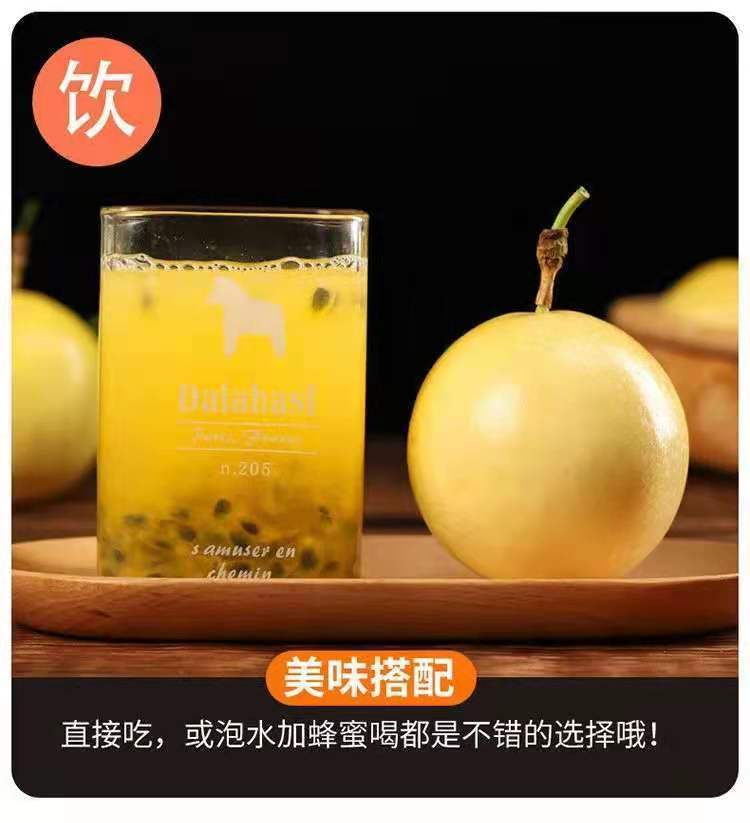 饮
Dalahast
n.205
s amuser en
chemin
美味搭配
直接吃，或泡水加蜂蜜喝都是不错的选择哦！